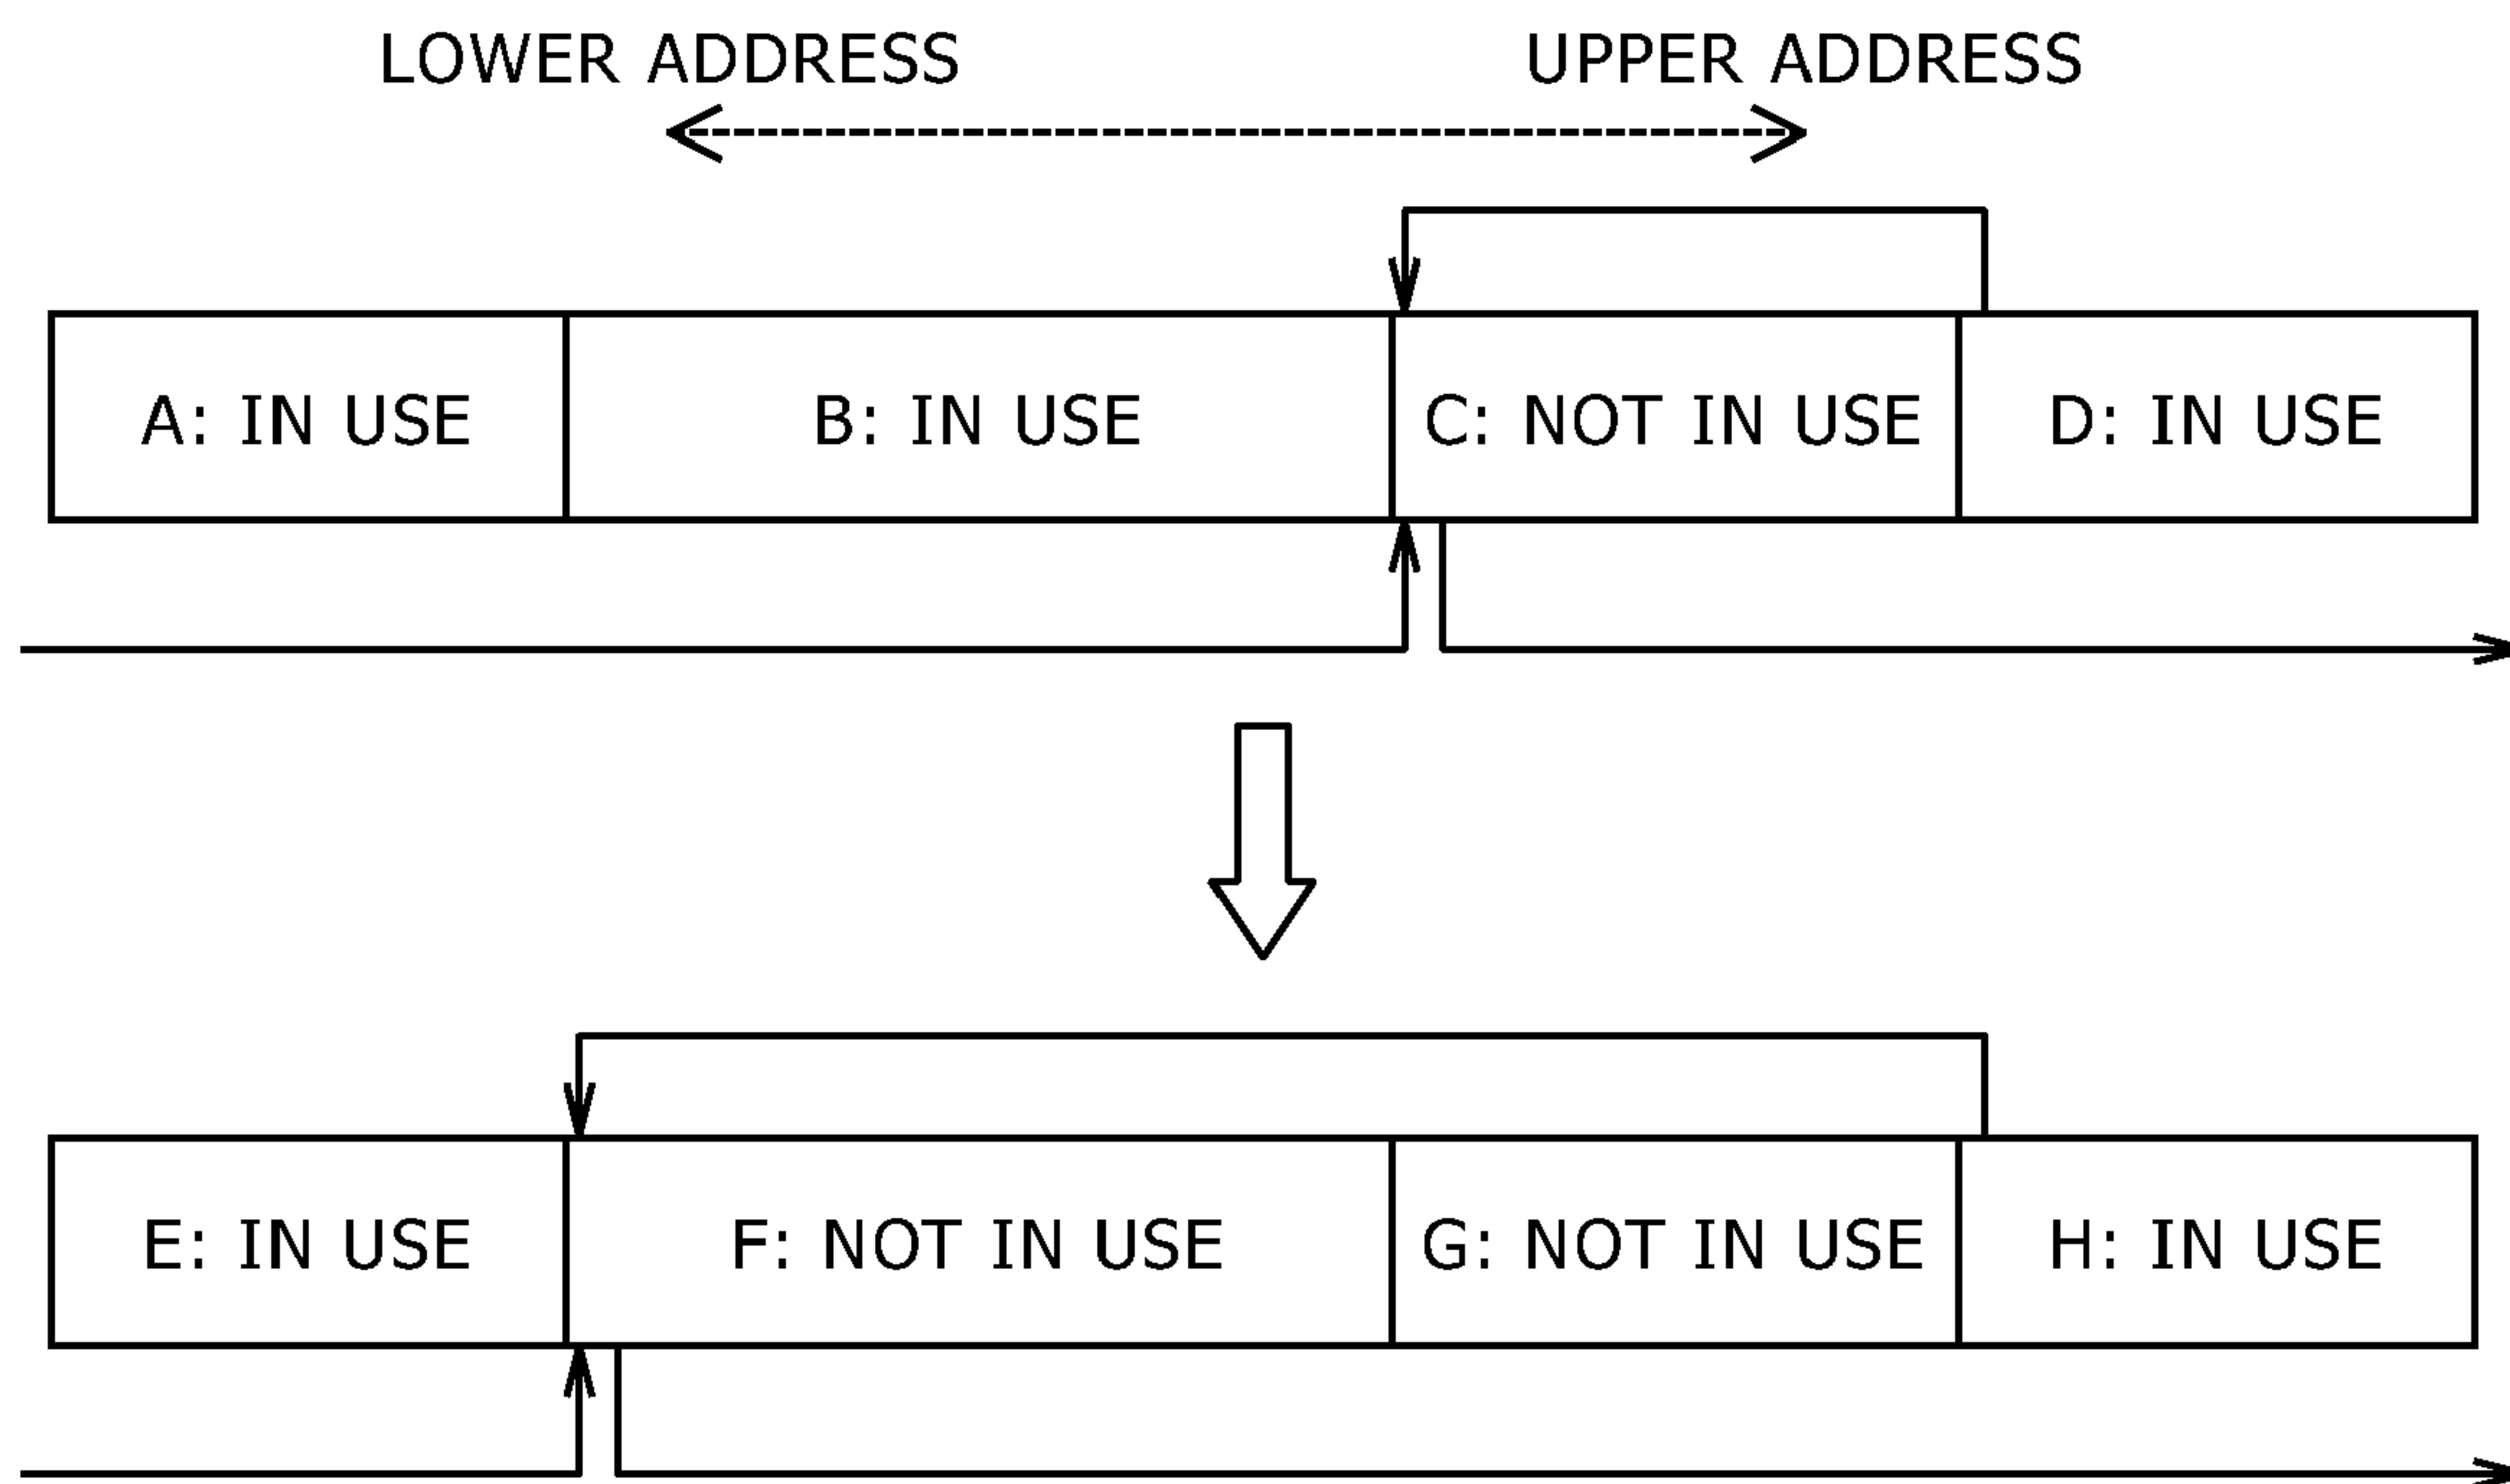 LOWER ADDRESS UPPER ADDRESS
A: IN USE B: IN USE C: NOT IN USE D: IN USE
E: IN USE F: NOT IN USE G: NOT IN USE H: IN USE